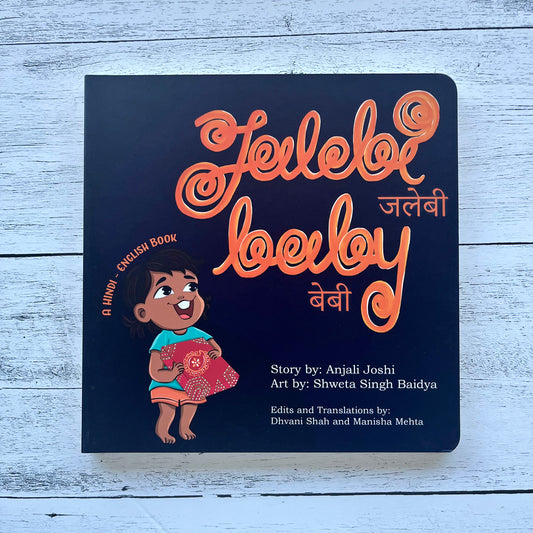 Jalebi
जलेबी
baby
बेबी
A HINDI - ENGLISH BOOK
Story by: Anjali Joshi
Art by: Shweta Singh Baidya
Edits and Translations by:
Dhvani Shah and Manisha Mehta